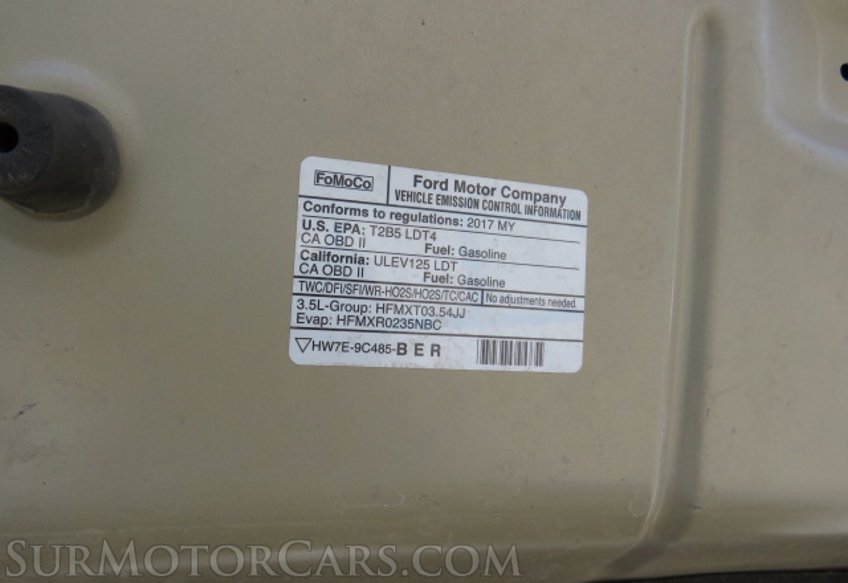 FoMoCo
Ford Motor Company
VEHICLE EMISSION CONTROL INFORMATION
Conforms to regulations: 2017 MY
U.S. EPA: T2B5 LDT4
CA OBD II Fuel: Gasoline
California: ULEV125 LDT
CA OBD II Fuel: Gasoline
TWC/DFI/SFI/WR-HO2S/HO2S/TC/CAC No adjustments needed.
3.5L-Group: HFMXT03.54JJ
Evap: HFMXR0235NBC
HW7E-9C485-B E R
SURMOTORCARS.COM